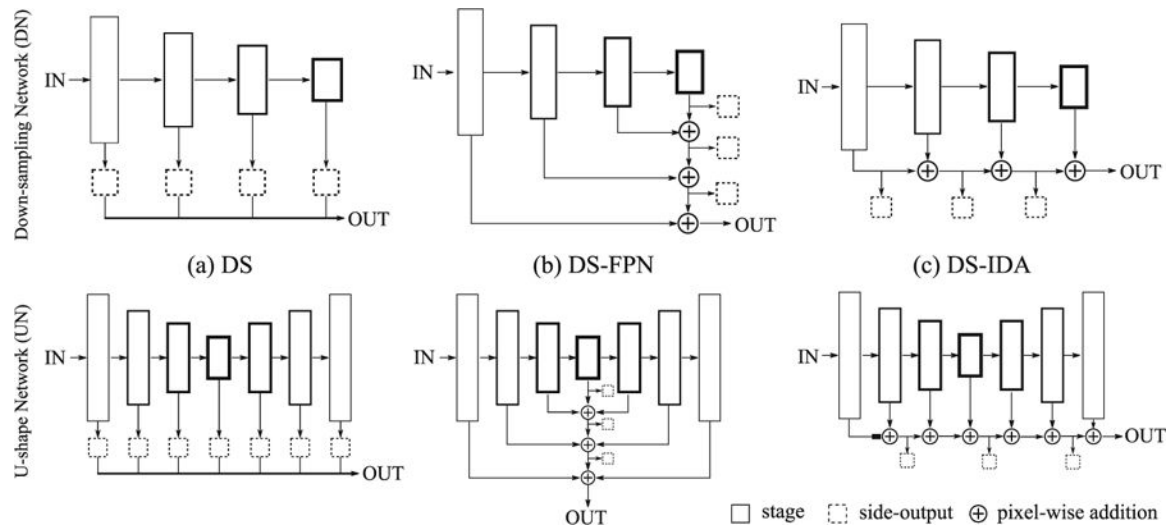 Down-sampling Network (DN)
IN
OUT
IN
OUT
IN
OUT
(a) DS
(b) DS-FPN
(c) DS-IDA
U-shape Network (UN)
IN
OUT
IN
OUT
IN
OUT
stage
side-output
pixel-wise addition